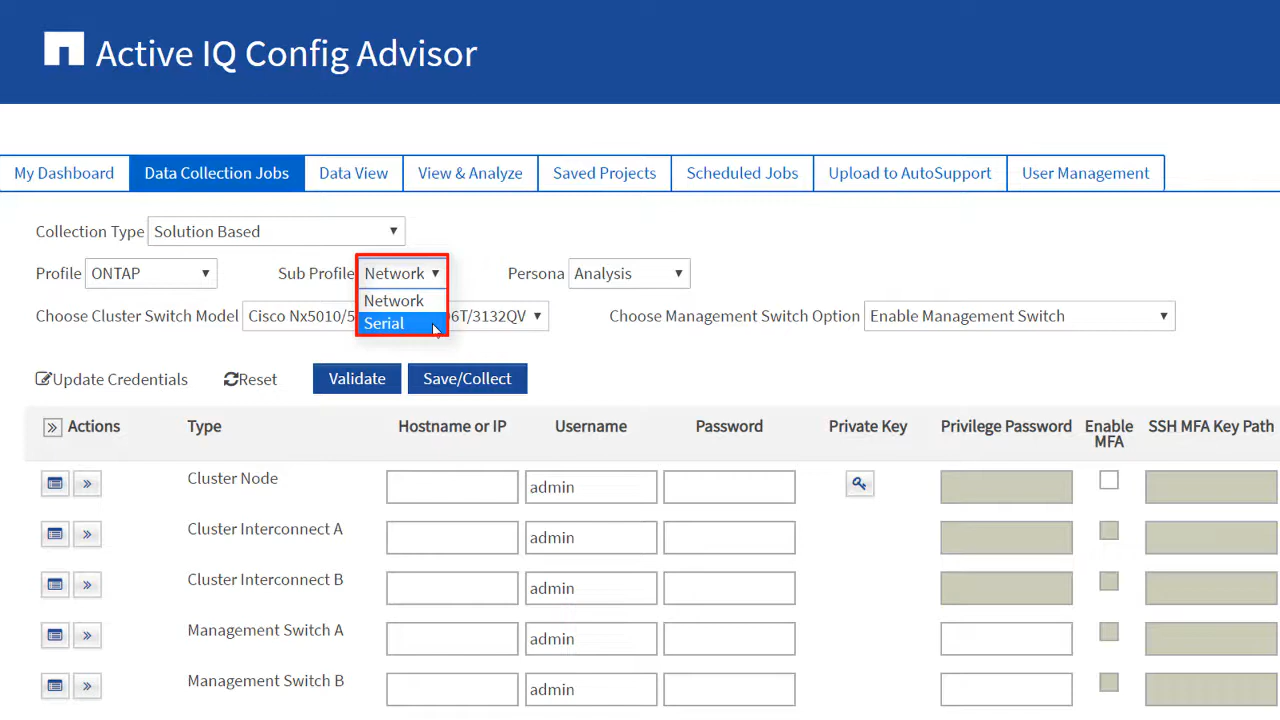 Active IQ Config Advisor
My Dashboard Data Collection Jobs Data View View & Analyze Saved Projects Scheduled Jobs Upload to AutoSupport User Management
Collection Type Solution Based
Profile ONTAP Sub Profile Network Persona Analysis
Network
Choose Cluster Switch Model Cisco Nx5010/5 6T/3132QV Choose Management Switch Option Enable Management Switch
Serial
Update Credentials Reset Validate Save/Collect
Actions Type Hostname or IP Username Password Private Key Privilege Password Enable MFA SSH MFA Key Path
Cluster Node admin
Cluster Interconnect A admin
Cluster Interconnect B admin
Management Switch A admin
Management Switch B admin